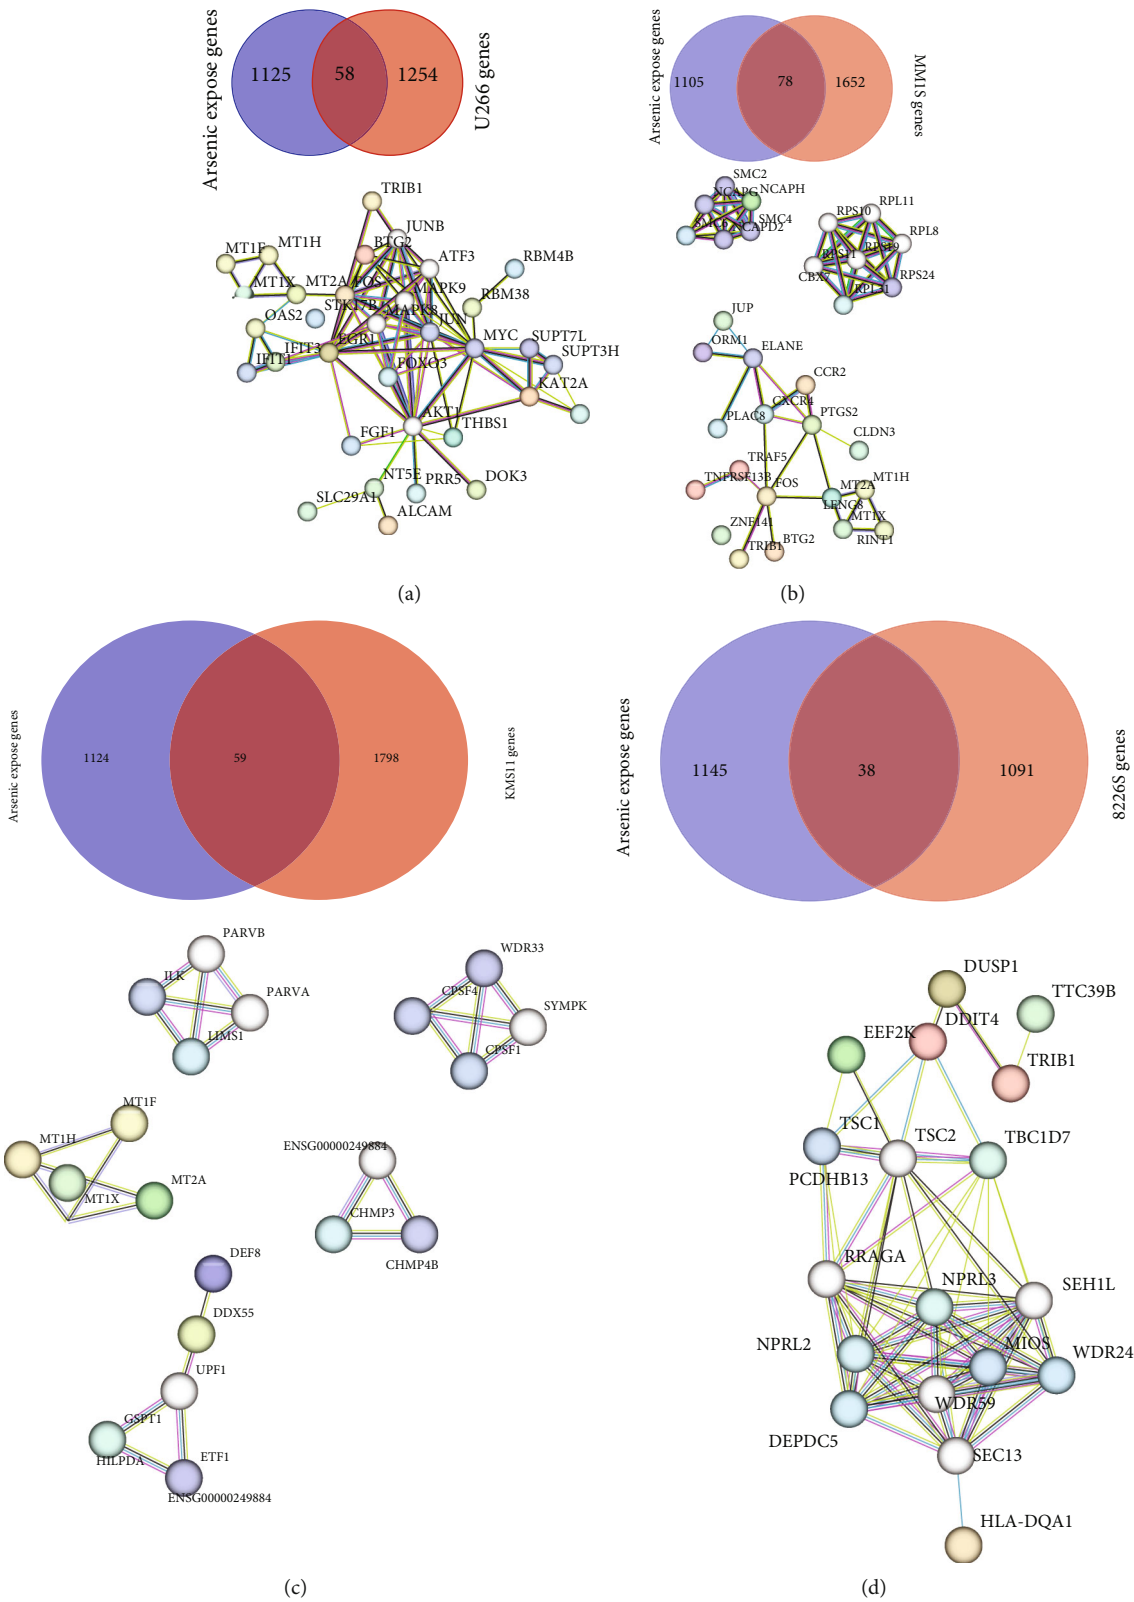 Arsenic expose genes
1125
58
1254
U266 genes
TRIB1
JUNB
BTG2
ATF3
MT1F
MT1H
RBM4B
MT1X
MT2A
FOS
MAPK9
RBM38
STK17B
MAPK8
OAS2
JUN
MYC
SUPT7L
EGR1
IFIT3
IFIT1
SUPT3H
FOXO3
KAT2A
AKT1
FGF1
THBS1
NT5E
PRR5
DOK3
SLC29A1
ALCAM
(a)
Arsenic expose genes
1105
78
1652
MM1S genes
SMC2
NCAPG
NCAPH
SMC4
SMC6
NCAPD2
RPL11
RPS10
RPL8
RPS11
RPS19
CBX7
RPS24
RPL31
JUP
ORM1
ELANE
CCR2
CXCR4
PLAC8
PTGS2
CLDN3
TRAF5
TNFRSF13B
FOS
MT2A
MT1H
LENG8
MT1X
ZNF141
TRIB1
BTG2
RINT1
(b)
Arsenic expose genes
1124
59
1798
KMS11 genes
PARVB
ILK
PARVA
LIMS1
WDR33
CPSF4
SYMPK
CPSF1
MT1F
MT1H
MT2A
MT1X
ENSG00000249884
CHMP3
CHMP4B
DEF8
DDX55
UPF1
GSPT1
HILPDA
ETF1
ENSG00000249884
(c)
Arsenic expose genes
1145
38
1091
8226S genes
DUSP1
TTC39B
DDIT4
EEF2K
TRIB1
TSC1
TSC2
TBC1D7
PCDHB13
RRAGA
NPRL3
SEH1L
NPRL2
MIOS
WDR24
WDR59
DEPDC5
SEC13
HLA-DQA1
(d)